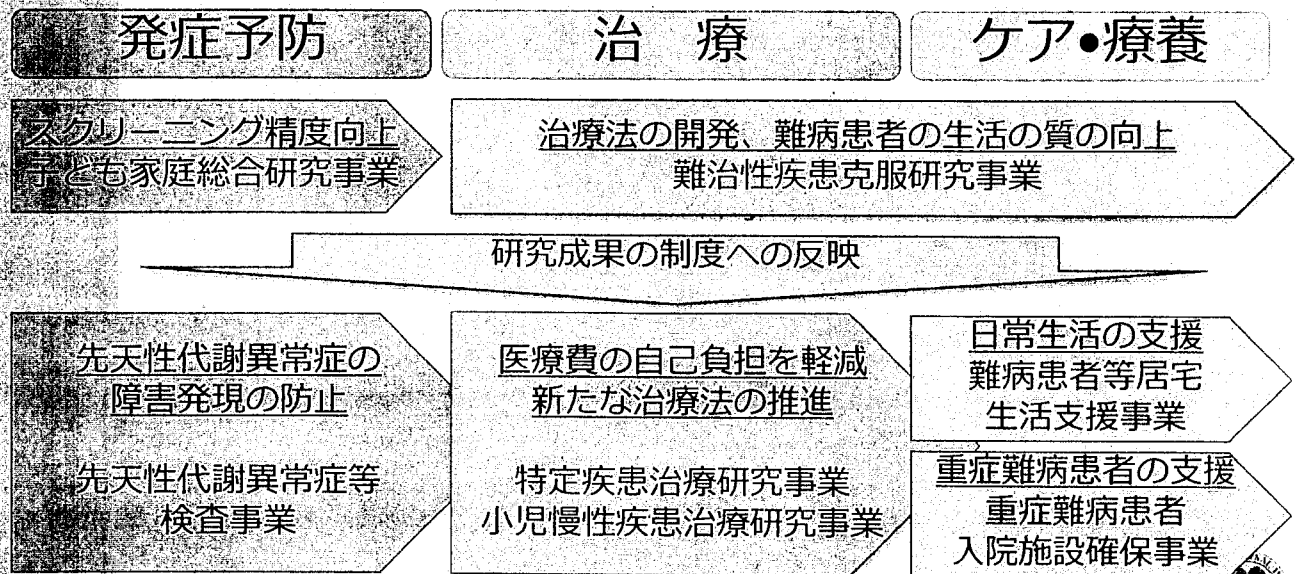 発症予防
治 療
ケア•療養
スクリーニング精度向上
子ども家庭総合研究事業
治療法の開発、難病患者の生活の質の向上
難治性疾患克服研究事業
研究成果の制度への反映
先天性代謝異常症の
障害発現の防止
先天性代謝異常症等
検査事業
医療費の自己負担を軽減
新たな治療法の推進
特定疾患治療研究事業
小児慢性疾患治療研究事業
日常生活の支援
難病患者等居宅
生活支援事業
重症難病患者の支援
重症難病患者
入院施設確保事業